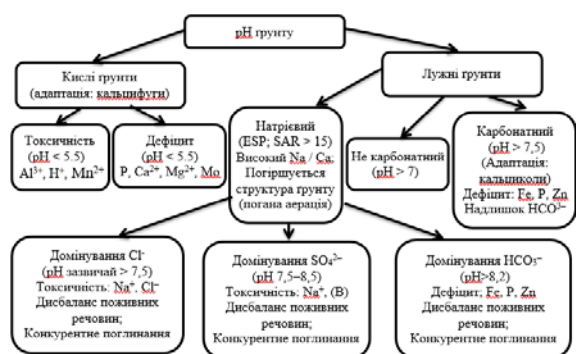 pH ґрунту
Кислі ґрунти
(адаптація: кальцифуги)
Лужні ґрунти
Токсичність
(pH < 5.5)
Al³⁺, H⁺, Mn²⁺
Дефіцит
(pH < 5.5)
P, Ca²⁺, Mg²⁺, Mo
Натрієвий
(ESP; SAR > 15)
Високий Na / Ca;
Погіршується
структура ґрунту
(погана аерація)
Не карбонатний
(pH > 7)
Карбонатний
(pH > 7,5)
(Адаптація:
кальциколи)
Дефіцит: Fe, P, Zn
Надлишок HCO³⁻
Домінування Cl⁻
(pH зазвичай > 7,5)
Токсичність: Na⁺, Cl⁻
Дисбаланс поживних
речовин;
Конкурентне поглинання
Домінування SO₄²⁻
(pH 7,5–8,5)
Токсичність: Na⁺, (B)
Дисбаланс поживних
речовин;
Конкурентне поглинання
Домінування HCO₃⁻
(pH>8,2)
Дефіцит: Fe, P, Zn
Дисбаланс поживних
речовин;
Конкурентне поглинання